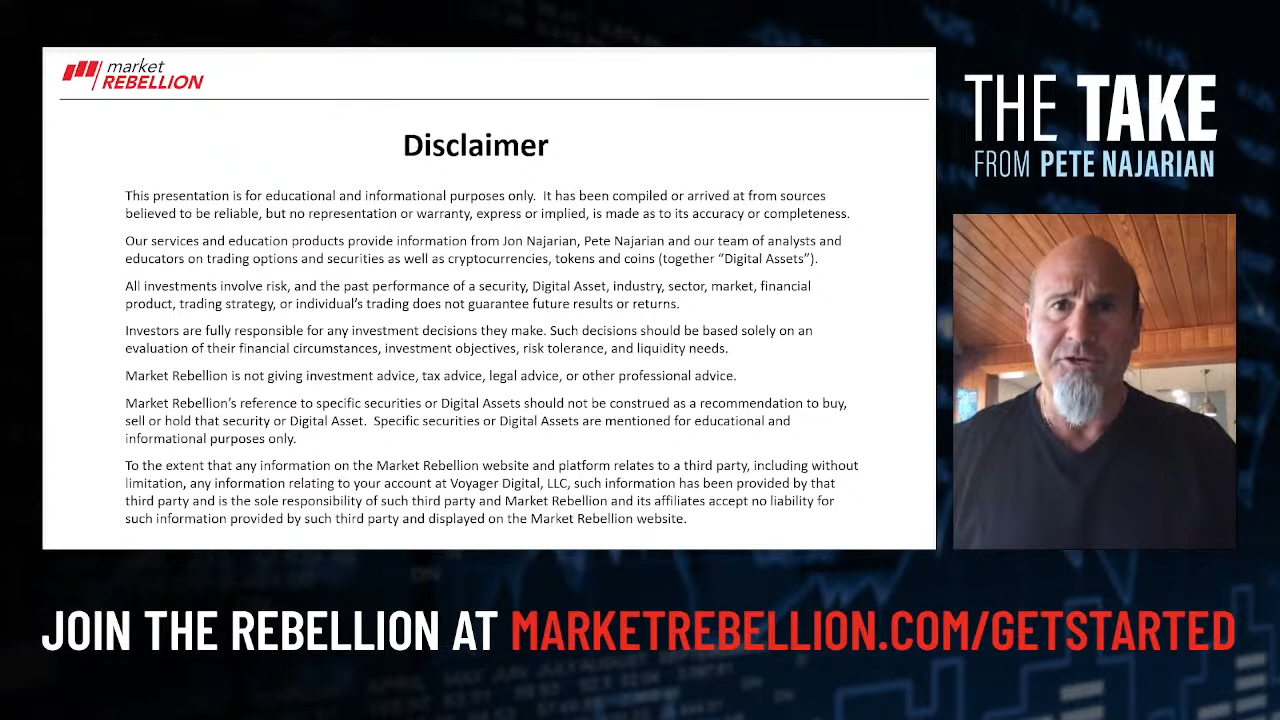 market
REBELLION
Disclaimer
This presentation is for educational and informational purposes only.  It has been compiled or arrived at from sources
believed to be reliable, but no representation or warranty, express or implied, is made as to its accuracy or completeness.
Our services and education products provide information from Jon Najarian, Pete Najarian and our team of analysts and
educators on trading options and securities as well as cryptocurrencies, tokens and coins (together “Digital Assets”).
All investments involve risk, and the past performance of a security, Digital Asset, industry, sector, market, financial
product, trading strategy, or individual’s trading does not guarantee future results or returns.
Investors are fully responsible for any investment decisions they make. Such decisions should be based solely on an
evaluation of their financial circumstances, investment objectives, risk tolerance, and liquidity needs.
Market Rebellion is not giving investment advice, tax advice, legal advice, or other professional advice.
Market Rebellion’s reference to specific securities or Digital Assets should not be construed as a recommendation to buy,
sell or hold that security or Digital Asset.  Specific securities or Digital Assets are mentioned for educational and
informational purposes only.
To the extent that any information on the Market Rebellion website and platform relates to a third party, including without
limitation, any information relating to your account at Voyager Digital, LLC, such information has been provided by that
third party and is the sole responsibility of such third party and Market Rebellion and its affiliates accept no liability for
such information provided by such third party and displayed on the Market Rebellion website.
THE TAKE
FROM PETE NAJARIAN
JOIN THE REBELLION AT MARKETREBELLION.COM/GETSTARTED